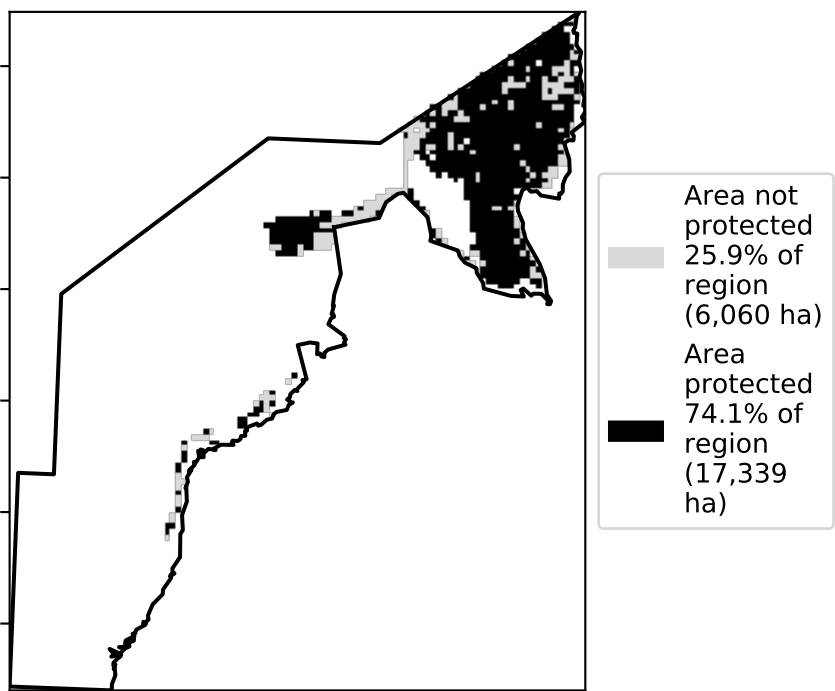 Area not
protected
25.9% of
region
(6,060 ha)
Area
protected
74.1% of
region
(17,339
ha)